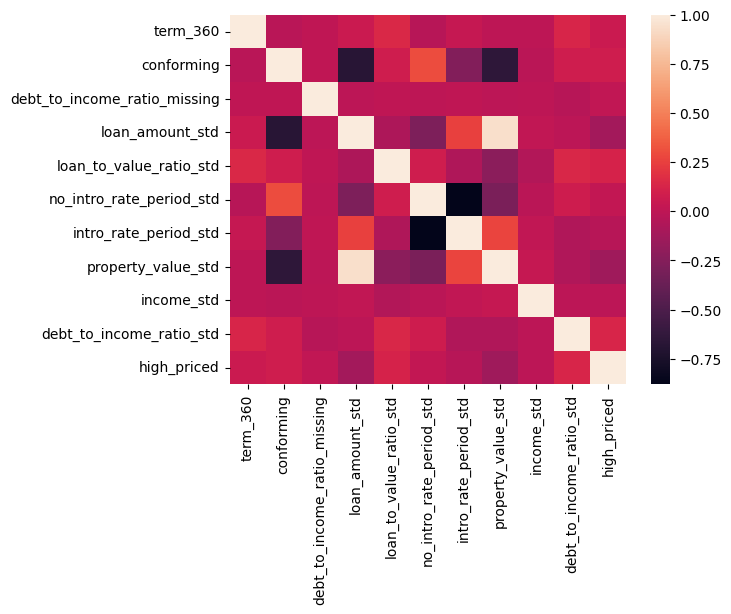 term_360
conforming
debt_to_income_ratio_missing
loan_amount_std
loan_to_value_ratio_std
no_intro_rate_period_std
intro_rate_period_std
property_value_std
income_std
debt_to_income_ratio_std
high_priced
term_360
conforming
debt_to_income_ratio_missing
loan_amount_std
loan_to_value_ratio_std
no_intro_rate_period_std
intro_rate_period_std
property_value_std
income_std
debt_to_income_ratio_std
high_priced
1.00
0.75
0.50
0.25
0.00
−0.25
−0.50
−0.75